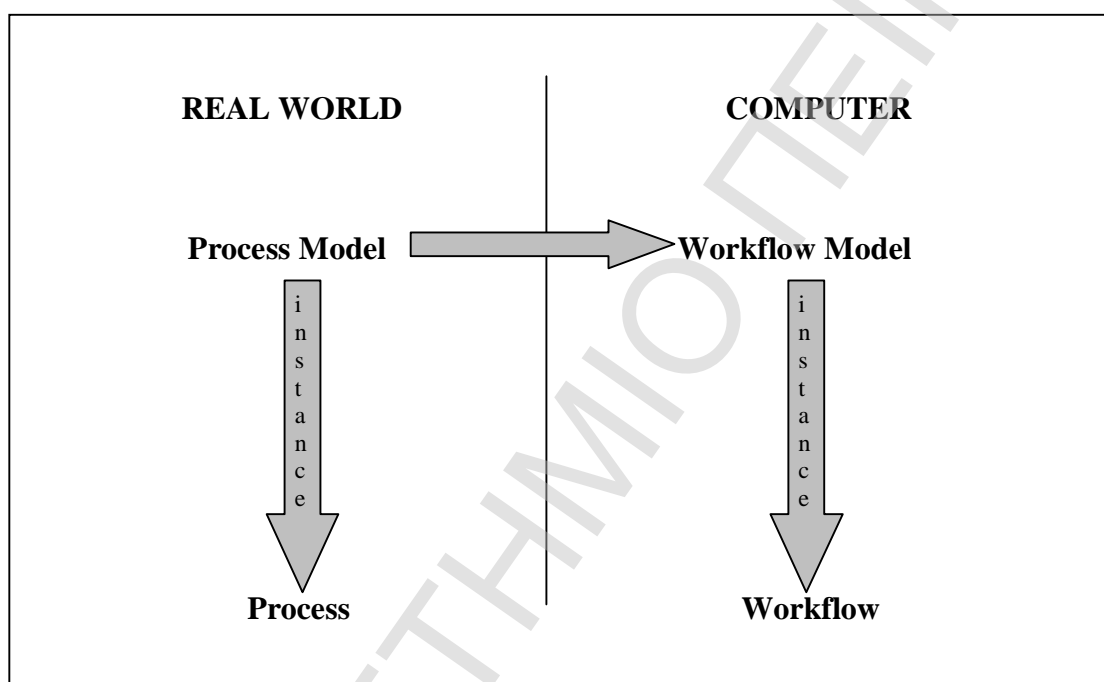 REAL WORLD
COMPUTER
Process Model
Workflow Model
instance
instance
Process
Workflow